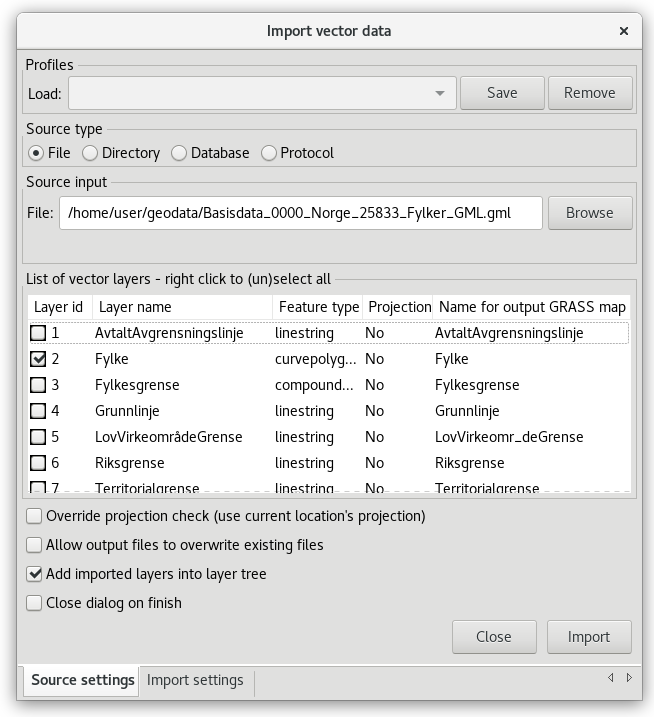 Import vector data ×
Profiles
Load: Save Remove
Source type
File Directory Database Protocol
Source input
File: /home/user/geodata/Basisdata_0000_Norge_25833_Fylker_GML.gml Browse
List of vector layers - right click to (un)select all
Layer id Layer name Feature type Projection Name for output GRASS map
1 AvtaltAvgrensningslinje linestring No AvtaltAvgrensningslinje
2 Fylke curvepolyg... No Fylke
3 Fylkesgrense compound... No Fylkesgrense
4 Grunnlinje linestring No Grunnlinje
5 LovVirkeområdeGrense linestring No LovVirkeomr_deGrense
6 Riksgrense linestring No Riksgrense
7 Territorialgrense linestring No Territorialgrense
Override projection check (use current location's projection)
Allow output files to overwrite existing files
Add imported layers into layer tree
Close dialog on finish
Close Import
Source settings Import settings